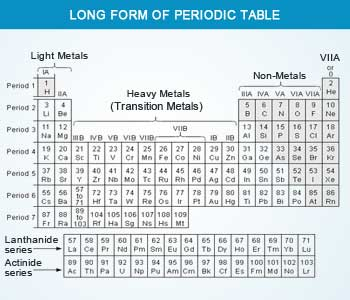 LONG FORM OF PERIODIC TABLE
Light Metals
IA
VIIA
or
0
Period 1 1 H 2 He
IIA
Non-Metals
IIIA IVA VA VIA VIIA
Heavy Metals
(Transition Metals)
Period 2 3 Li 4 Be 5 B 6 C 7 N 8 O 9 F 10 Ne
VIIB
IIIB IVB VB VIB IB IIB
Period 3 11 Na 12 Mg 13 Al 14 Si 15 P 16 S 17 Cl 18 Ar
Period 4 19 K 20 Ca 21 Sc 22 Ti 23 V 24 Cr 25 Mn 26 Fe 27 Co 28 Ni 29 Cu 30 Zn 31 Ga 32 Ge 33 As 34 Se 35 Br 36 Kr
Period 5 37 Rb 38 Sr 39 Y 40 Zr 41 Nb 42 Mo 43 Tc 44 Ru 45 Rh 46 Pd 47 Ag 48 Cd 49 In 50 Sn 51 Sb 52 Te 53 I 54 Xe
Period 6 55 Cs 56 Ba 57 to 71 72 Hf 73 Ta 74 W 75 Re 76 Os 77 Ir 78 Pt 79 Au 80 Hg 81 Tl 82 Pb 83 Bi 84 Po 85 At 86 Rn
Period 7 87 Fr 88 Ra 89 to 103 104 Rf 105 106 Sg 107 Ns 108 Hs 109 Mt
Lanthanide series 57 La 58 Ce 59 Pr 60 Nd 61 Pm 62 Sm 63 Eu 64 Gd 65 Tb 66 Dy 67 Ho 68 Er 69 Tm 70 Yb 71 Lu
Actinide series 89 Ac 90 Th 91 Pa 92 U 93 Np 94 Pu 95 Am 96 Cm 97 Bk 98 Cf 99 Es 100 Fm 101 Md 102 No 103 Lr